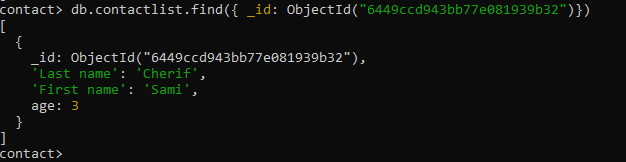 contact> db.contactlist.find({ _id: ObjectId("6449ccd943bb77e081939b32")})
[
  {
    _id: ObjectId("6449ccd943bb77e081939b32"),
    'Last name': 'Cherif',
    'First name': 'Sami',
    age: 3
  }
]
contact>